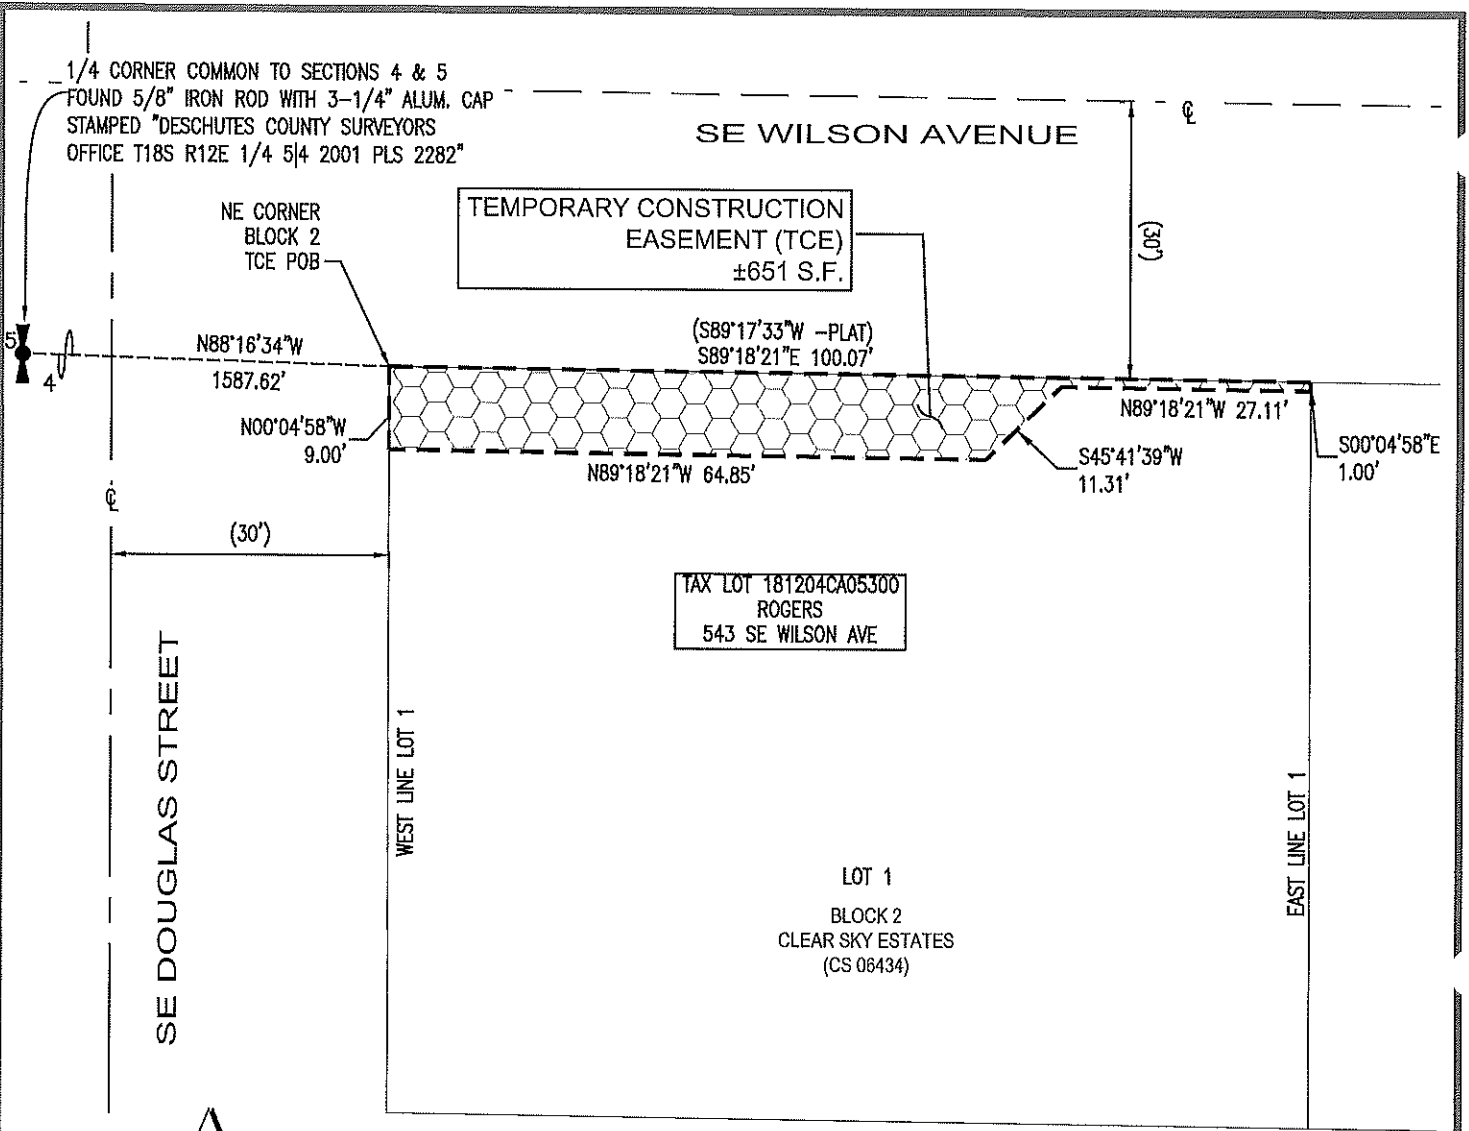 1/4 CORNER COMMON TO SECTIONS 4 & 5
FOUND 5/8" IRON ROD WITH 3-1/4" ALUM. CAP
STAMPED "DESCHUTES COUNTY SURVEYORS
OFFICE T18S R12E 1/4 5|4 2001 PLS 2282"
℄
SE WILSON AVENUE
(30')
NE CORNER
BLOCK 2
TCE POB
TEMPORARY CONSTRUCTION
EASEMENT (TCE)
±651 S.F.
5
4
N88°16'34"W
1587.62'
(S89°17'33"W -PLAT)
S89°18'21"E 100.07'
N00°04'58"W
9.00'
N89°18'21"W 64.85'
S45°41'39"W
11.31'
N89°18'21"W 27.11'
S00°04'58"E
1.00'
℄
(30')
TAX LOT 181204CA05300
ROGERS
543 SE WILSON AVE
SE DOUGLAS STREET
WEST LINE LOT 1
EAST LINE LOT 1
LOT 1
BLOCK 2
CLEAR SKY ESTATES
(CS 06434)